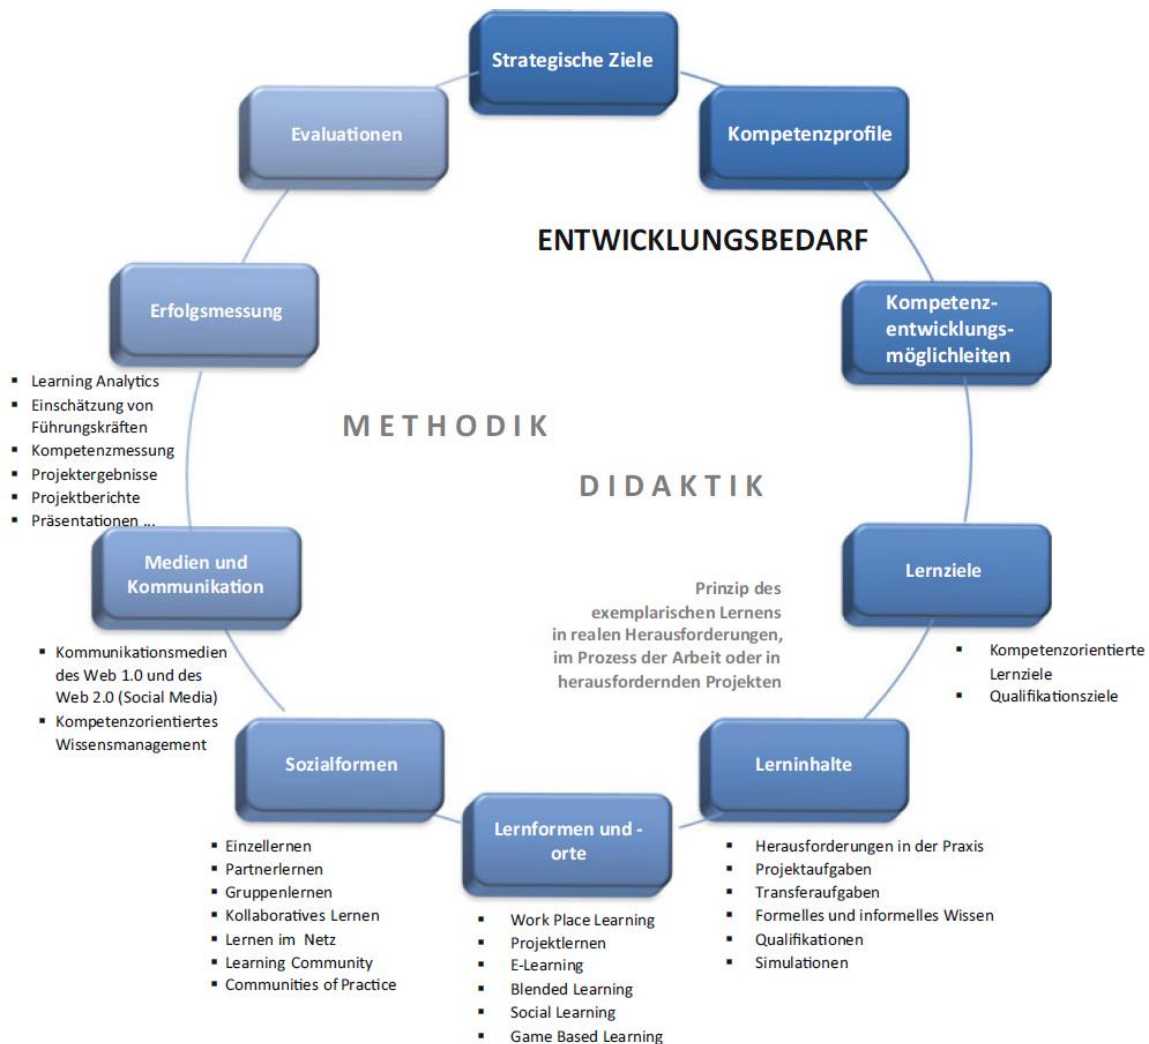 Strategische Ziele
Kompetenzprofile
ENTWICKLUNGSBEDARF
Kompetenz-
entwicklungs-
möglichleiten
Lernziele
▪ Kompetenzorientierte
Lernziele
▪ Qualifikationsziele
DIDAKTIK
Prinzip des
exemplarischen Lernens
in realen Herausforderungen,
im Prozess der Arbeit oder in
herausfordernden Projekten
Lerninhalte
▪ Herausforderungen in der Praxis
▪ Projektaufgaben
▪ Transferaufgaben
▪ Formelles und informelles Wissen
▪ Qualifikationen
▪ Simulationen
Lernformen und -
orte
▪ Work Place Learning
▪ Projektlernen
▪ E-Learning
▪ Blended Learning
▪ Social Learning
▪ Game Based Learning
Sozialformen
▪ Einzellernen
▪ Partnerlernen
▪ Gruppenlernen
▪ Kollaboratives Lernen
▪ Lernen im Netz
▪ Learning Community
▪ Communities of Practice
METHODIK
Medien und
Kommunikation
▪ Kommunikationsmedien
des Web 1.0 und des
Web 2.0 (Social Media)
▪ Kompetenzorientiertes
Wissensmanagement
Erfolgsmessung
▪ Learning Analytics
▪ Einschätzung von
Führungskräften
▪ Kompetenzmessung
▪ Projektergebnisse
▪ Projektberichte
▪ Präsentationen ...
Evaluationen